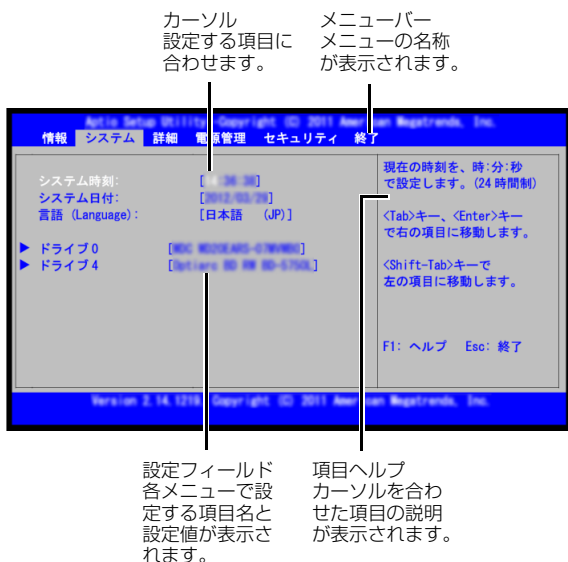 カーソル
設定する項目に
合わせます。
メニューバー
メニューの名称
が表示されます。
Aptio Setup Utility Copyright (C) 2011 American Megatrends, Inc.
情報 システム 詳細 電源管理 セキュリティ 終了
システム時刻: [ :36:38]
システム日付: [2012/03/29]
言語 (Language): [日本語 (JP)]
▶ ドライブ0
▶ ドライブ4 [Optiarc BD RW BD-5750L]
現在の時刻を、時:分:秒
で設定します。(24時間制)
<Tab>キー、<Enter>キー
で右の項目に移動します。
<Shift-Tab>キーで
左の項目に移動します。
F1: ヘルプ Esc: 終了
Version 2.14.1219. Copyright (C) 2011 American Megatrends, Inc.
設定フィールド
各メニューで設
定する項目名と
設定値が表示さ
れます。
項目ヘルプ
カーソルを合わ
せた項目の説明
が表示されます。